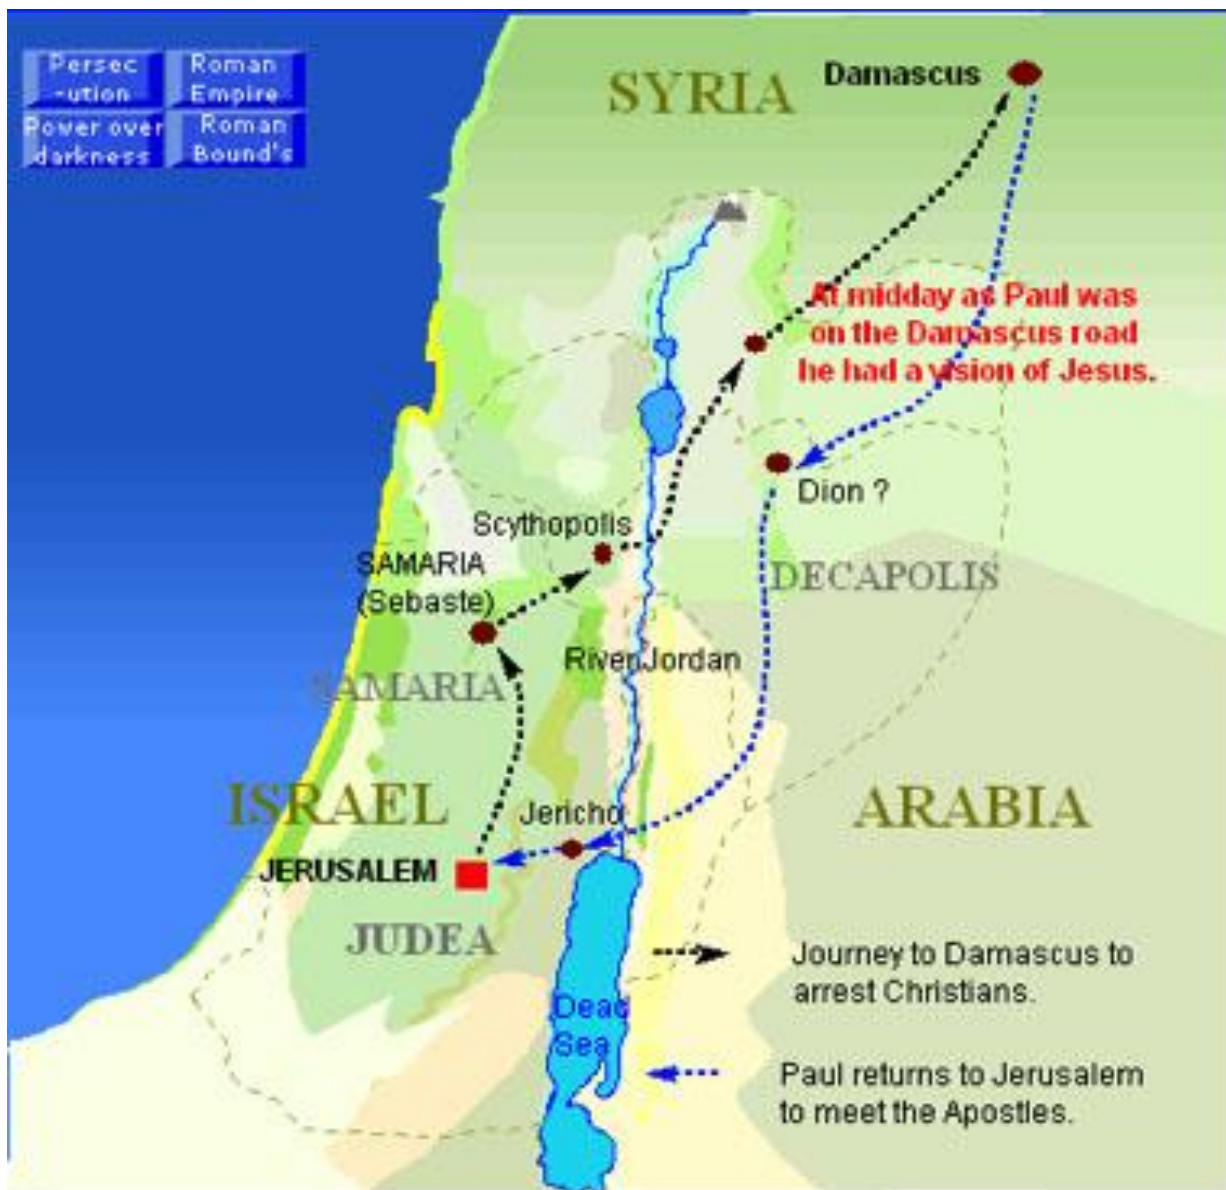 Persec
-ution
Roman
Empire
Power over
darkness
Roman
Bound's
SYRIA
Damascus
At midday as Paul was
on the Damascus road
he had a vision of Jesus.
Dion ?
Scythopolis
SAMARIA
(Sebaste)
DECAPOLIS
River Jordan
SAMARIA
ISRAEL
Jericho
ARABIA
JERUSALEM
JUDEA
Journey to Damascus to
arrest Christians.
Dead
Sea
Paul returns to Jerusalem
to meet the Apostles.